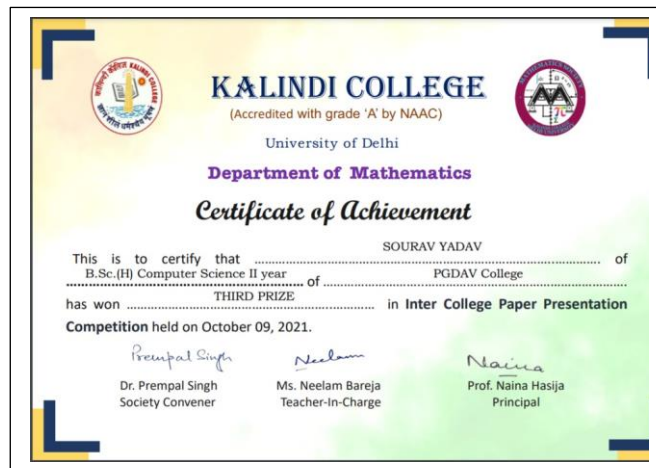 KALINDI COLLEGE
(Accredited with grade 'A' by NAAC)
University of Delhi
Department of Mathematics
Certificate of Achievement
This is to certify that SOURAV YADAV of
B.Sc.(H) Computer Science II year of PGDAV College
has won THIRD PRIZE in Inter College Paper Presentation
Competition held on October 09, 2021.
Prempal Singh Neelam Naina
Dr. Prempal Singh Ms. Neelam Bareja Prof. Naina Hasija
Society Convener Teacher-In-Charge Principal